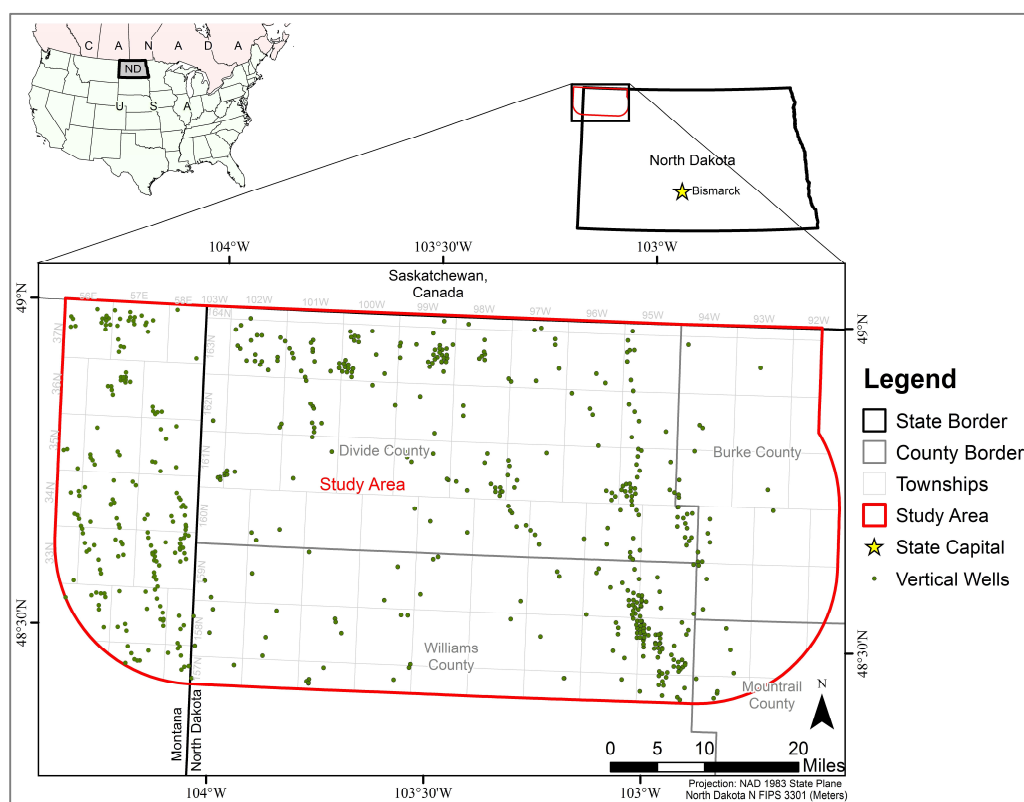 C A N A D A
ND
U S A
North Dakota
Bismarck
104°W
103°30'W
103°W
Saskatchewan,
Canada
49°N
49°N
56E
57E
58E
103W
102W
101W
100W
99W
98W
97W
96W
95W
94W
93W
92W
164N
37N
163N
36N
162N
35N
161N
34N
160N
33N
159N
158N
157N
Divide County
Burke County
Study Area
Williams
County
Mountrail
County
48°30'N
48°30'N
Montana
North Dakota
N
0 5 10 20
Miles
Projection: NAD 1983 State Plane
North Dakota N FIPS 3301 (Meters)
104°W
103°30'W
103°W
Legend
State Border
County Border
Townships
Study Area
State Capital
Vertical Wells